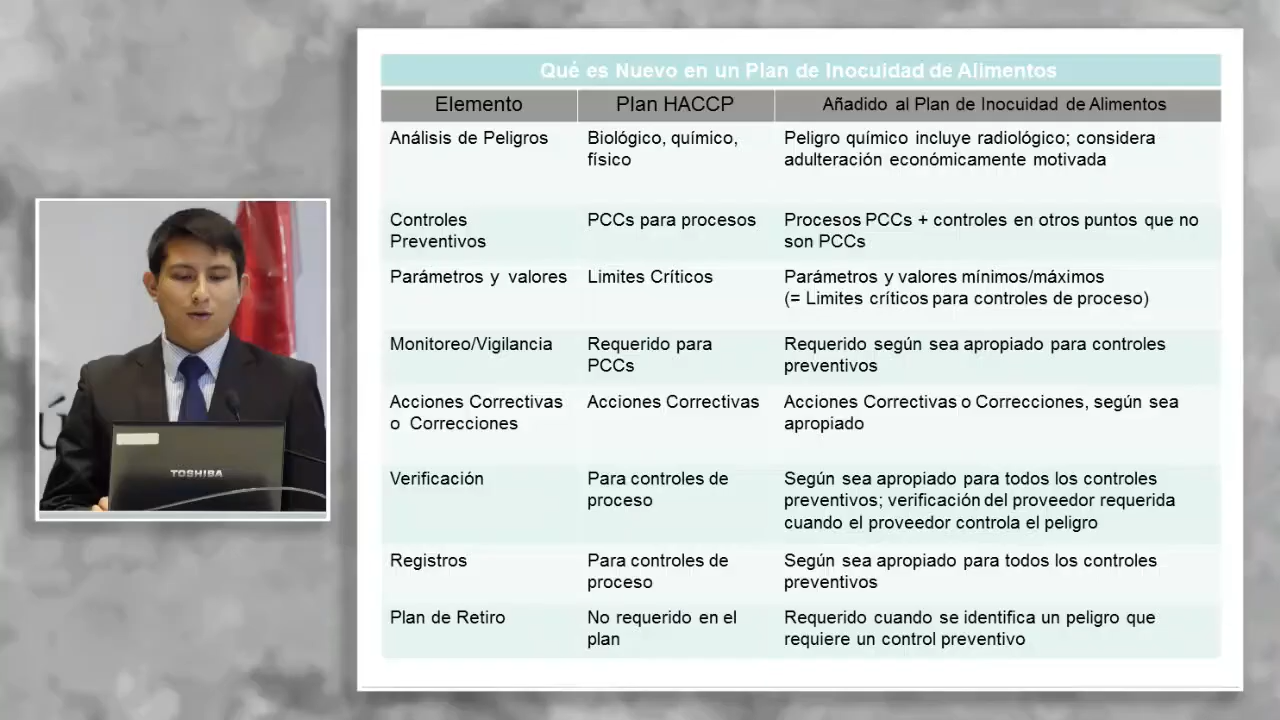 Qué es Nuevo en un Plan de Inocuidad de Alimentos
Elemento
Plan HACCP
Añadido al Plan de Inocuidad de Alimentos
Análisis de Peligros
Biológico, químico,
físico
Peligro químico incluye radiológico; considera
adulteración económicamente motivada
Controles
Preventivos
PCCs para procesos
Procesos PCCs + controles en otros puntos que no
son PCCs
Parámetros y valores
Limites Críticos
Parámetros y valores mínimos/máximos
(= Limites críticos para controles de proceso)
Monitoreo/Vigilancia
Requerido para
PCCs
Requerido según sea apropiado para controles
preventivos
Acciones Correctivas
o Correcciones
Acciones Correctivas
Acciones Correctivas o Correcciones, según sea
apropiado
Verificación
Para controles de
proceso
Según sea apropiado para todos los controles
preventivos; verificación del proveedor requerida
cuando el proveedor controla el peligro
Registros
Para controles de
proceso
Según sea apropiado para todos los controles
preventivos
Plan de Retiro
No requerido en el
plan
Requerido cuando se identifica un peligro que
requiere un control preventivo
TOSHIBA